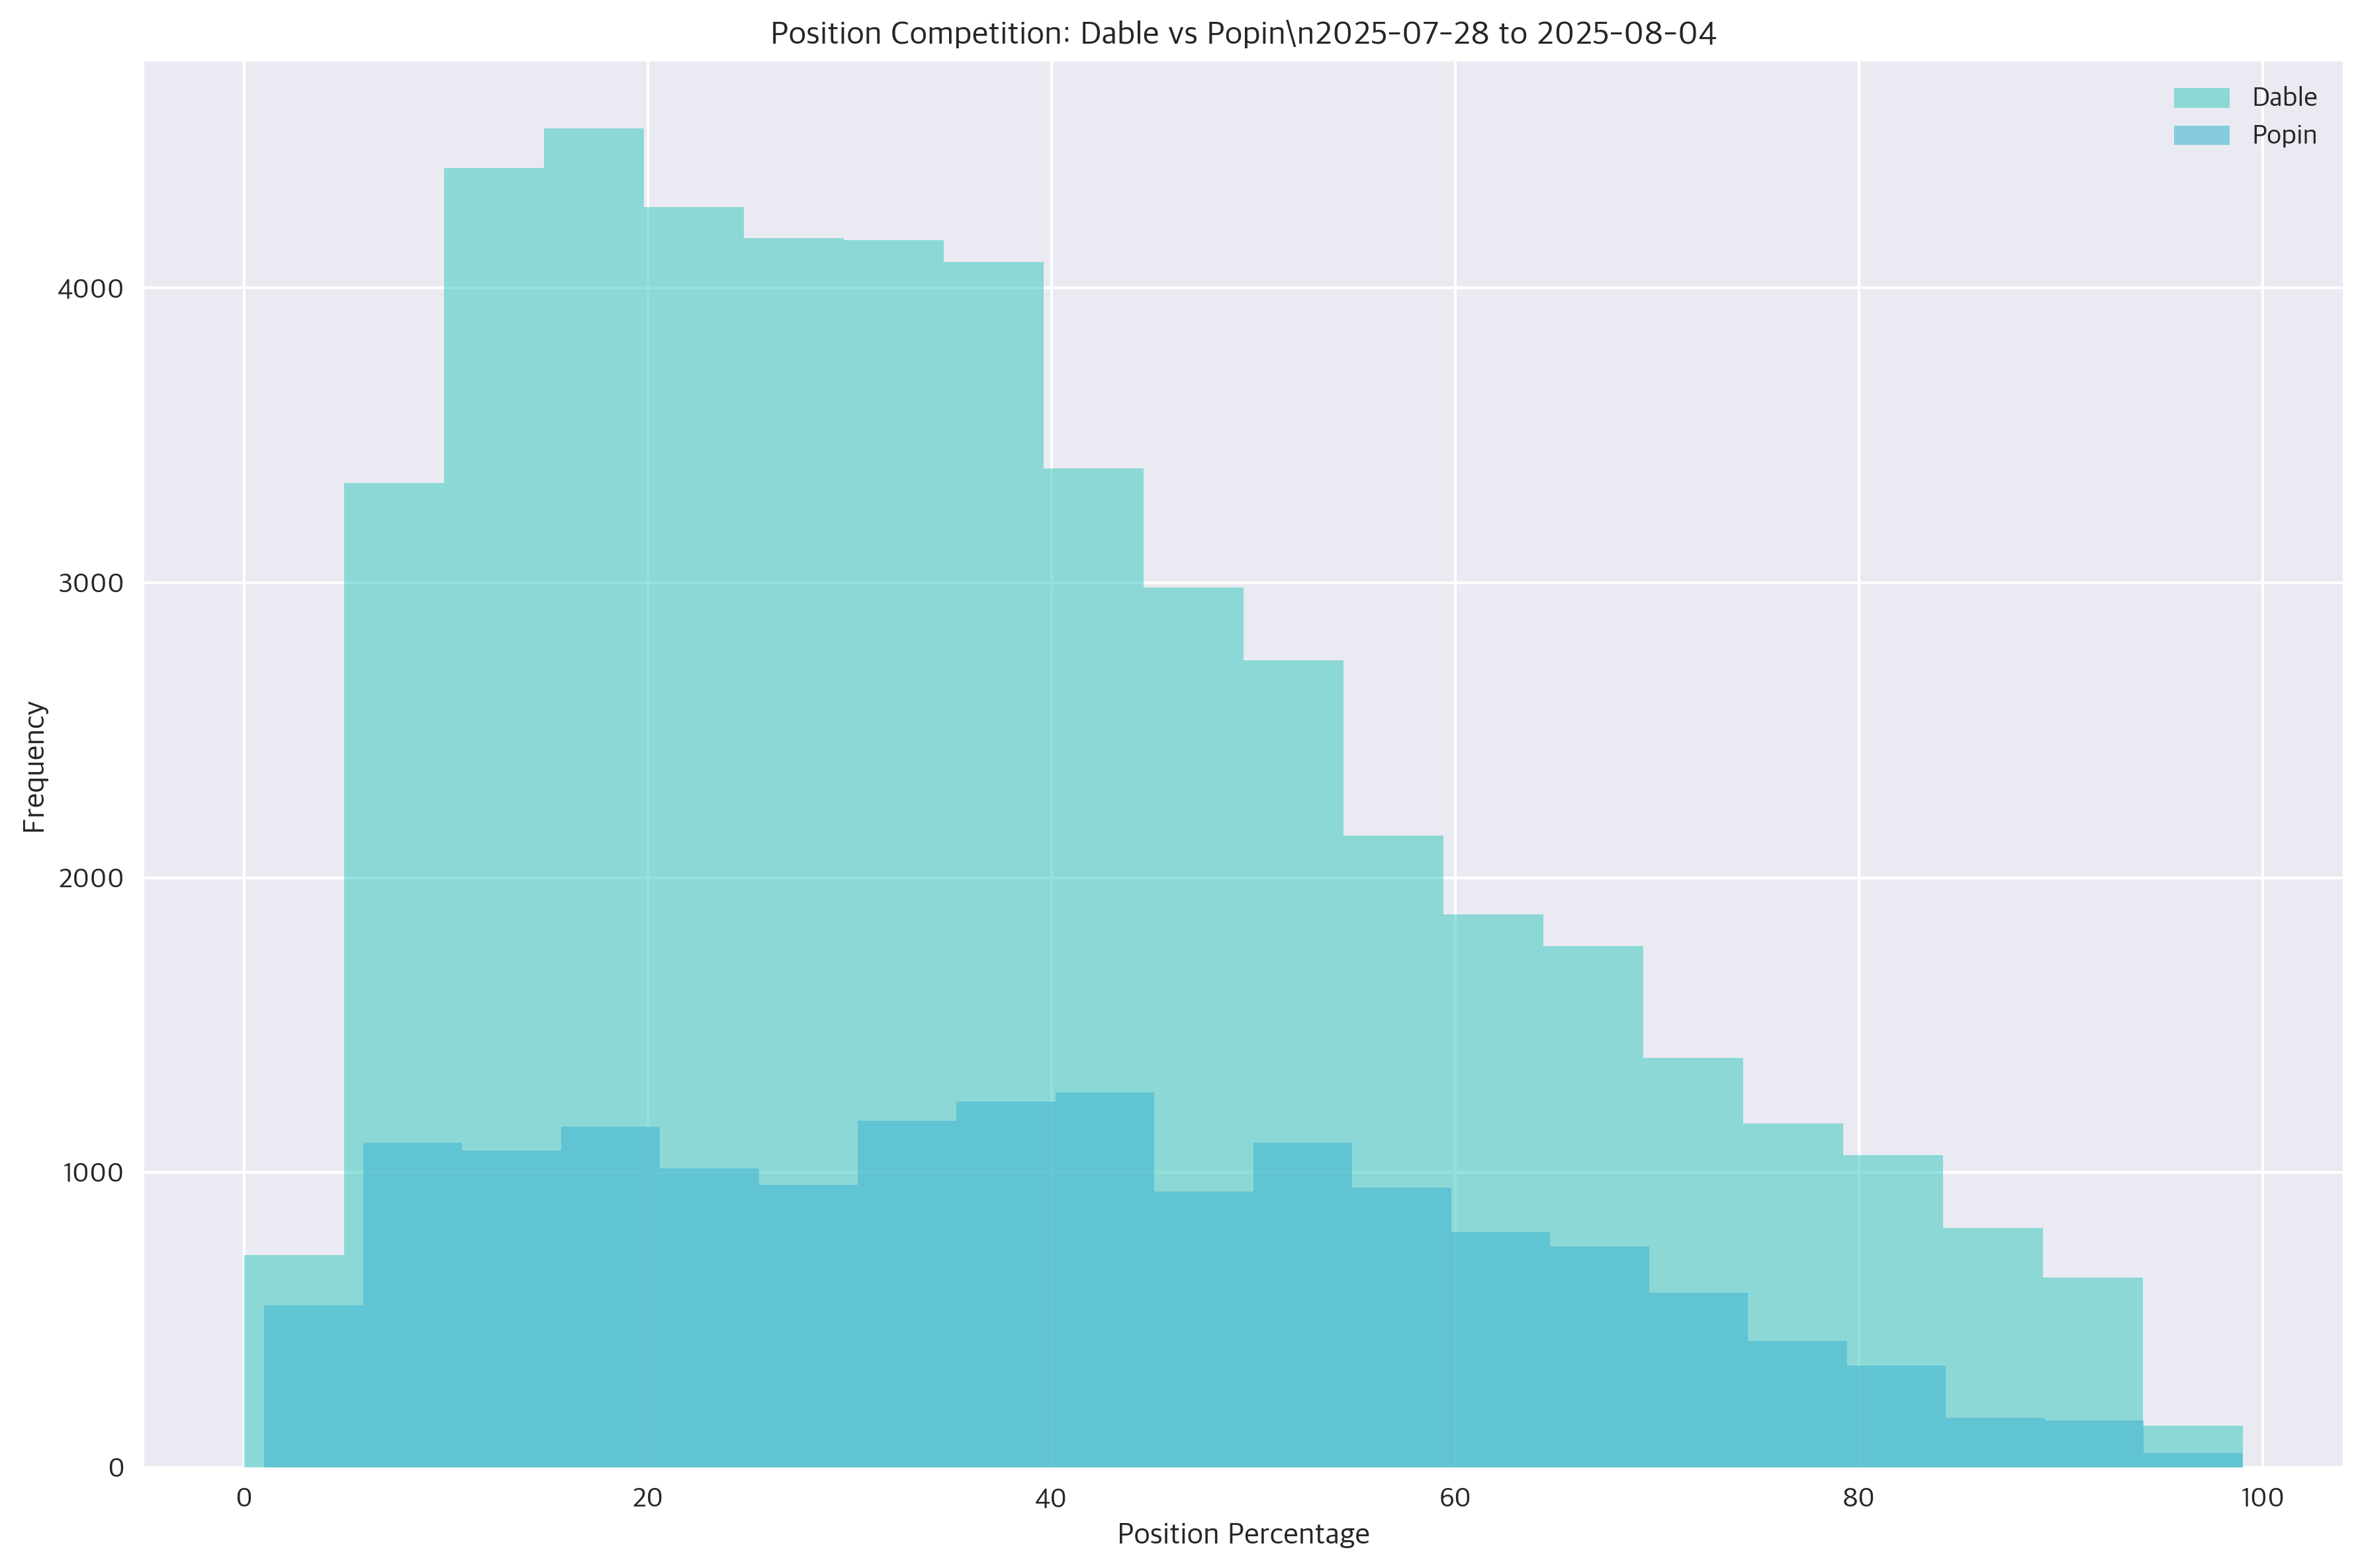 Position Competition: Dable vs Popin\n2025-07-28 to 2025-08-04
Dable
Popin
Frequency
4000
3000
2000
1000
0
0 20 40 60 80 100
Position Percentage